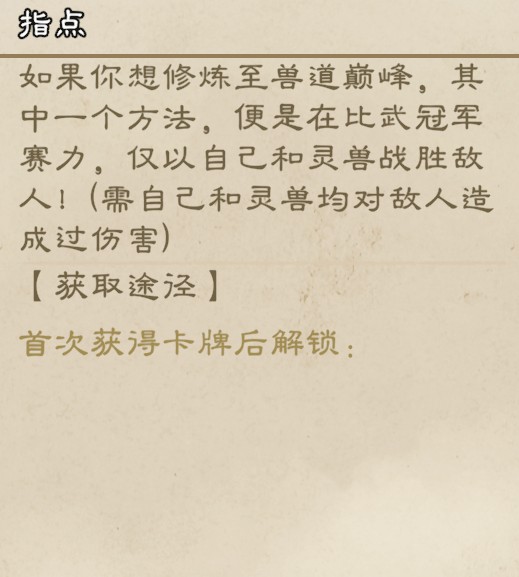 指点
如果你想修炼至兽道巅峰，其
中一个方法，便是在比武冠军
赛力，仅以自己和灵兽战胜敌
人！(需自己和灵兽均对敌人造
成过伤害)
【获取途径】
首次获得卡牌后解锁：